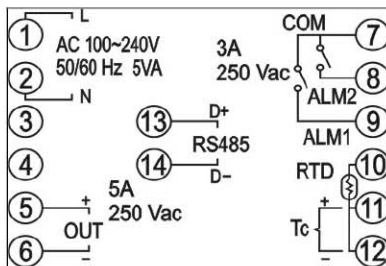 1 L
AC 100~240V
50/60 Hz 5VA
2 N
3
4
5 +
OUT
6 −
5A
250 Vac
13 D+
RS485
14 D−
3A
250 Vac
COM 7
8
ALM2
9
ALM1
RTD 10
+ 11
Tc
− 12